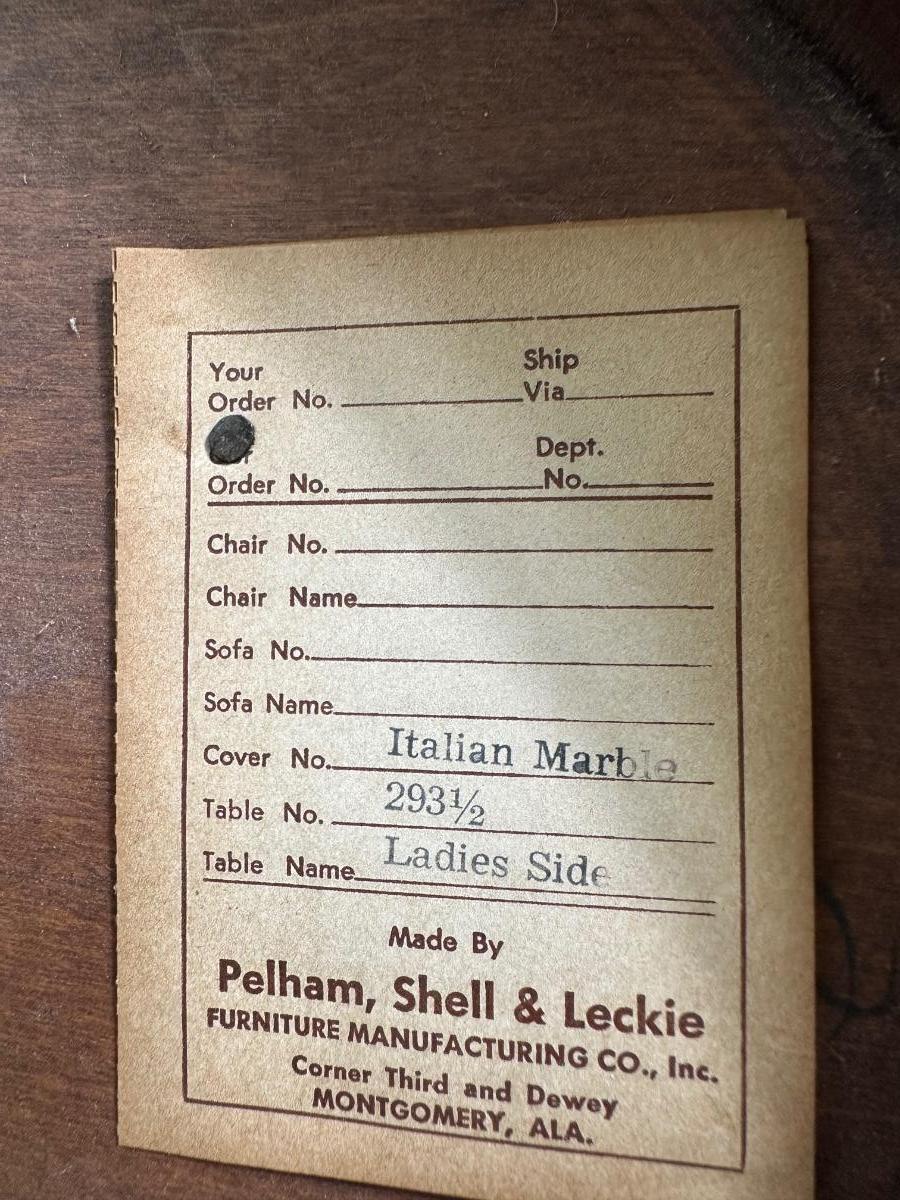 Your Ship
Order No. Via
Dept.
Order No. No.
Chair No.
Chair Name
Sofa No.
Sofa Name
Cover No. Italian Marble
Table No. 293½
Table Name Ladies Side
Made By
Pelham, Shell & Leckie
FURNITURE MANUFACTURING CO., Inc.
Corner Third and Dewey
MONTGOMERY, ALA.